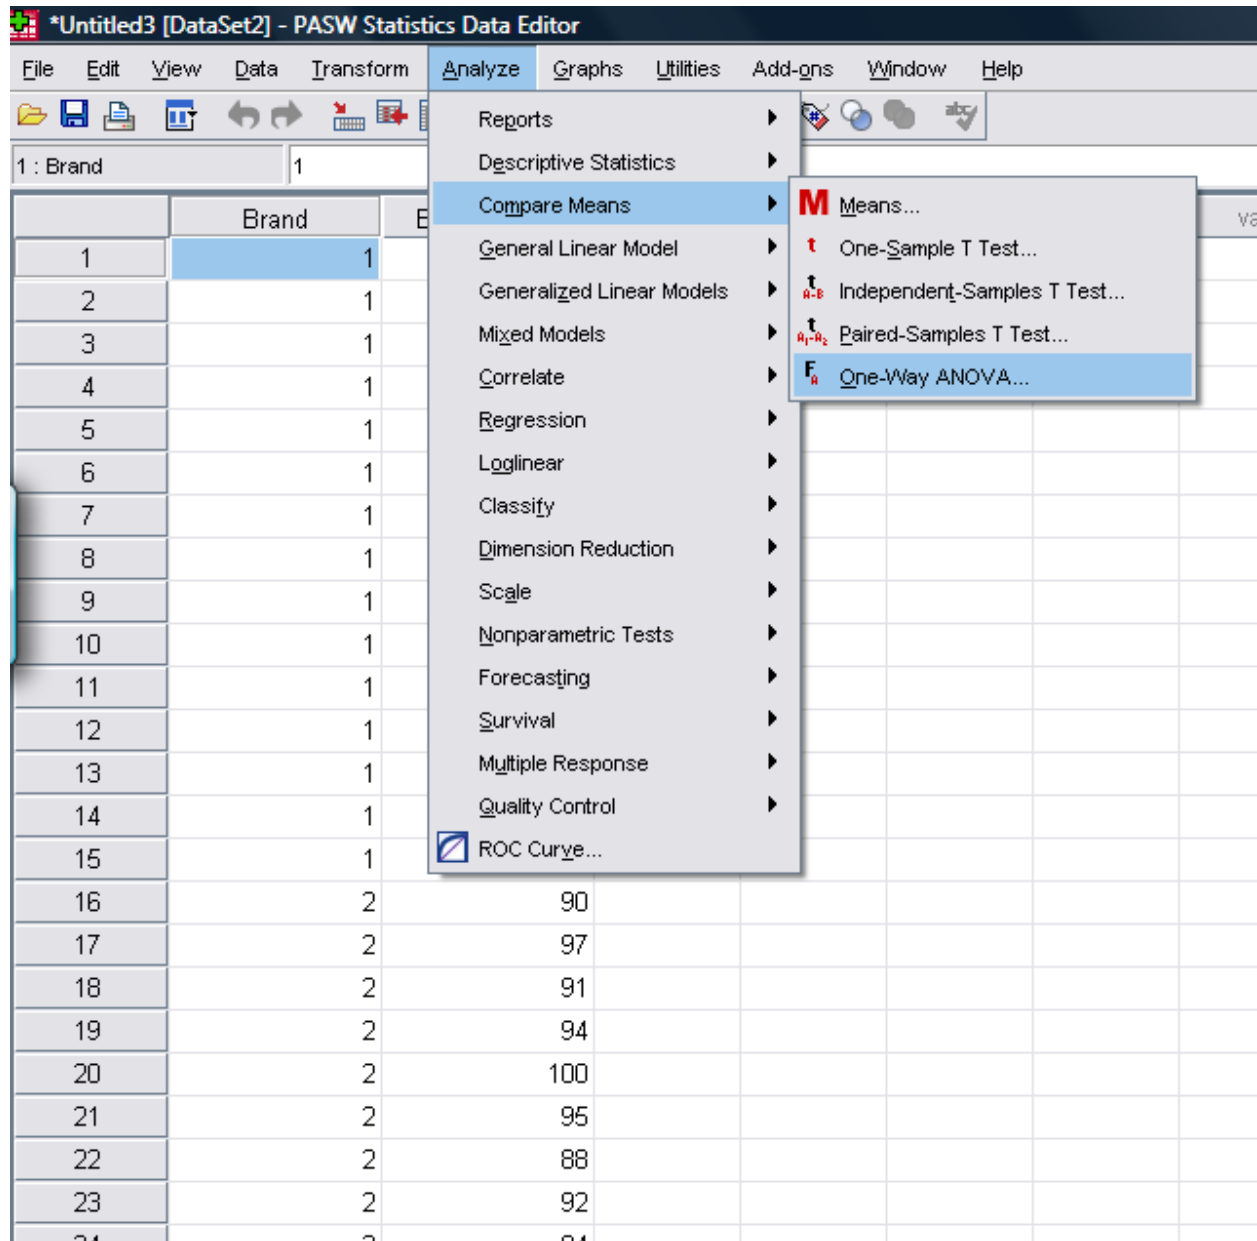 *Untitled3 [DataSet2] - PASW Statistics Data Editor
File Edit View Data Transform Analyze Graphs Utilities Add-ons Window Help
1 : Brand 1
Reports
Descriptive Statistics
Compare Means
General Linear Model
Generalized Linear Models
Mixed Models
Correlate
Regression
Loglinear
Classify
Dimension Reduction
Scale
Nonparametric Tests
Forecasting
Survival
Multiple Response
Quality Control
ROC Curve...
M Means...
t One-Sample T Test...
t A-B Independent-Samples T Test...
t A1-A2 Paired-Samples T Test...
FA One-Way ANOVA...
Brand
1 1
2 1
3 1
4 1
5 1
6 1
7 1
8 1
9 1
10 1
11 1
12 1
13 1
14 1
15 1
16 2 90
17 2 97
18 2 91
19 2 94
20 2 100
21 2 95
22 2 88
23 2 92